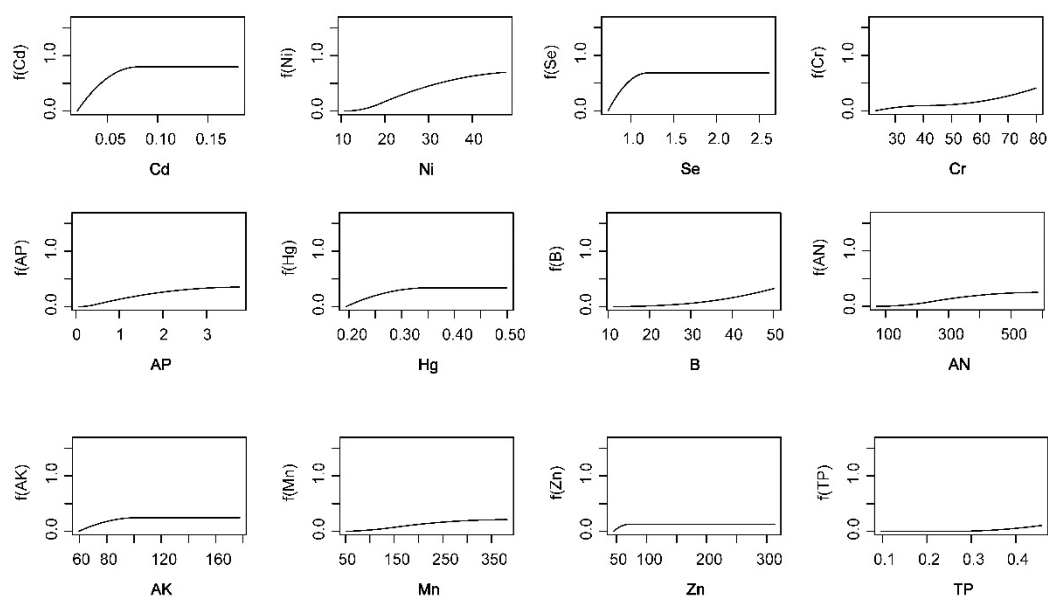 f(Cd)
0.0 1.0
0.05 0.10 0.15
Cd
f(Ni)
0.0 1.0
10 20 30 40
Ni
f(Se)
0.0 1.0
1.0 1.5 2.0 2.5
Se
f(Cr)
0.0 1.0
30 40 50 60 70 80
Cr
f(AP)
0.0 1.0
0 1 2 3
AP
f(Hg)
0.0 1.0
0.20 0.30 0.40 0.50
Hg
f(B)
0.0 1.0
10 20 30 40 50
B
f(AN)
0.0 1.0
100 300 500
AN
f(AK)
0.0 1.0
60 80 120 160
AK
f(Mn)
0.0 1.0
50 150 250 350
Mn
f(Zn)
0.0 1.0
50 100 200 300
Zn
f(TP)
0.0 1.0
0.1 0.2 0.3 0.4
TP